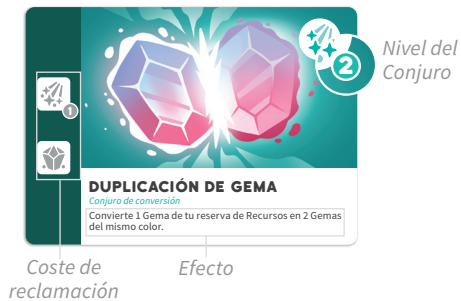 2
Nivel del
Conjuro
1
DUPLICACIÓN DE GEMA
Conjuro de conversión
Convierte 1 Gema de tu reserva de Recursos en 2 Gemas
del mismo color.
Coste de
reclamación
Efecto